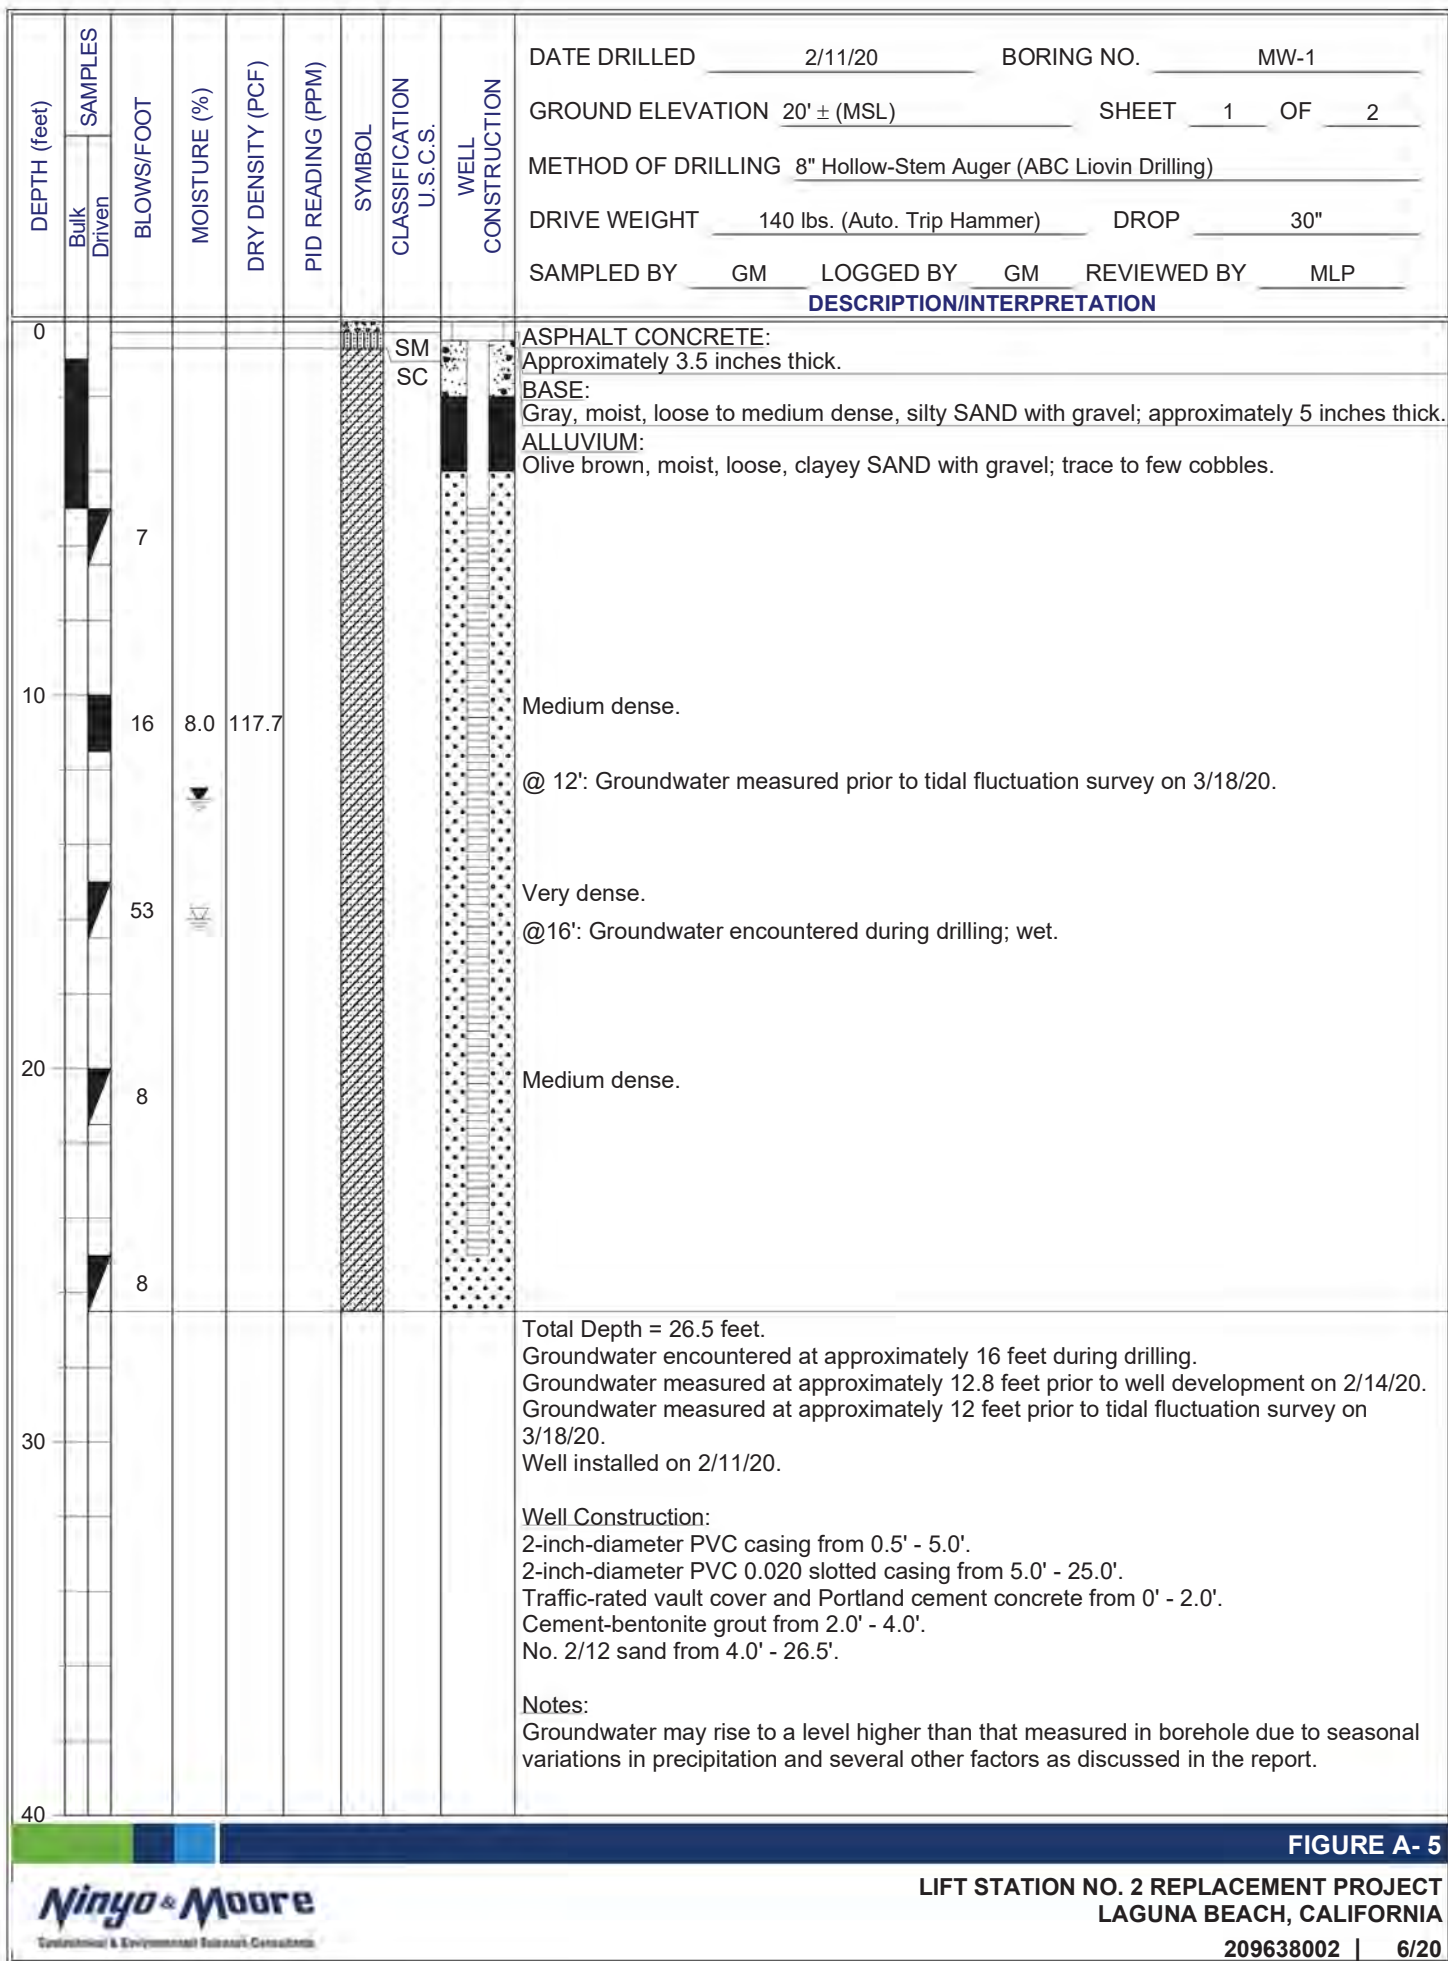 DEPTH (feet)
SAMPLES
Bulk
Driven
BLOWS/FOOT
MOISTURE (%)
DRY DENSITY (PCF)
PID READING (PPM)
SYMBOL
CLASSIFICATION
U.S.C.S.
WELL
CONSTRUCTION
DATE DRILLED 2/11/20 BORING NO. MW-1
GROUND ELEVATION 20' ± (MSL) SHEET 1 OF 2
METHOD OF DRILLING 8" Hollow-Stem Auger (ABC Liovin Drilling)
DRIVE WEIGHT 140 lbs. (Auto. Trip Hammer) DROP 30"
SAMPLED BY GM LOGGED BY GM REVIEWED BY MLP
DESCRIPTION/INTERPRETATION
0
SM
SC
ASPHALT CONCRETE:
Approximately 3.5 inches thick.
BASE:
Gray, moist, loose to medium dense, silty SAND with gravel; approximately 5 inches thick.
ALLUVIUM:
Olive brown, moist, loose, clayey SAND with gravel; trace to few cobbles.
7
10
16 8.0 117.7
Medium dense.
@ 12': Groundwater measured prior to tidal fluctuation survey on 3/18/20.
53
Very dense.
@16': Groundwater encountered during drilling; wet.
20
8
Medium dense.
8
Total Depth = 26.5 feet.
Groundwater encountered at approximately 16 feet during drilling.
Groundwater measured at approximately 12.8 feet prior to well development on 2/14/20.
Groundwater measured at approximately 12 feet prior to tidal fluctuation survey on
3/18/20.
Well installed on 2/11/20.
30
Well Construction:
2-inch-diameter PVC casing from 0.5' - 5.0'.
2-inch-diameter PVC 0.020 slotted casing from 5.0' - 25.0'.
Traffic-rated vault cover and Portland cement concrete from 0' - 2.0'.
Cement-bentonite grout from 2.0' - 4.0'.
No. 2/12 sand from 4.0' - 26.5'.
Notes:
Groundwater may rise to a level higher than that measured in borehole due to seasonal
variations in precipitation and several other factors as discussed in the report.
40
FIGURE A- 5
Ninyo & Moore
Geotechnical & Environmental Sciences Consultants
LIFT STATION NO. 2 REPLACEMENT PROJECT
LAGUNA BEACH, CALIFORNIA
209638002 | 6/20